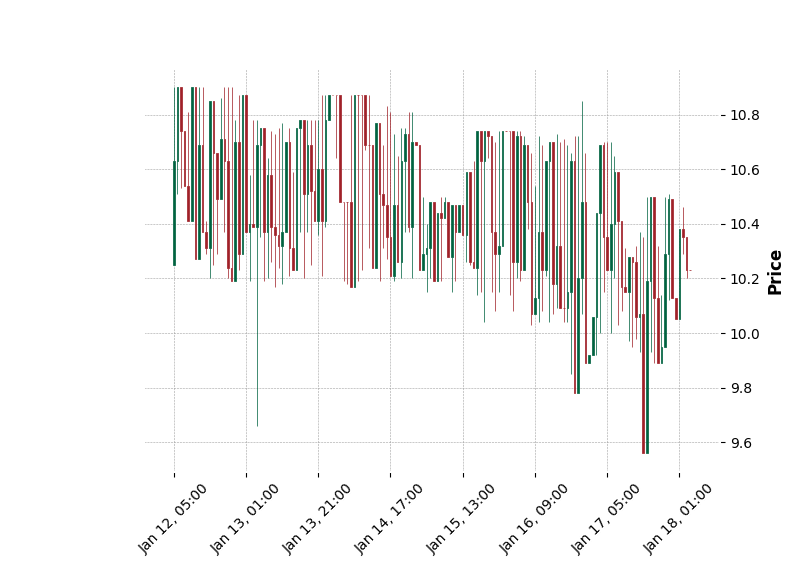 10.8
10.6
10.4
10.2
10.0
9.8
9.6
Price
Jan 12, 05:00
Jan 13, 01:00
Jan 13, 21:00
Jan 14, 17:00
Jan 15, 13:00
Jan 16, 09:00
Jan 17, 05:00
Jan 18, 01:00